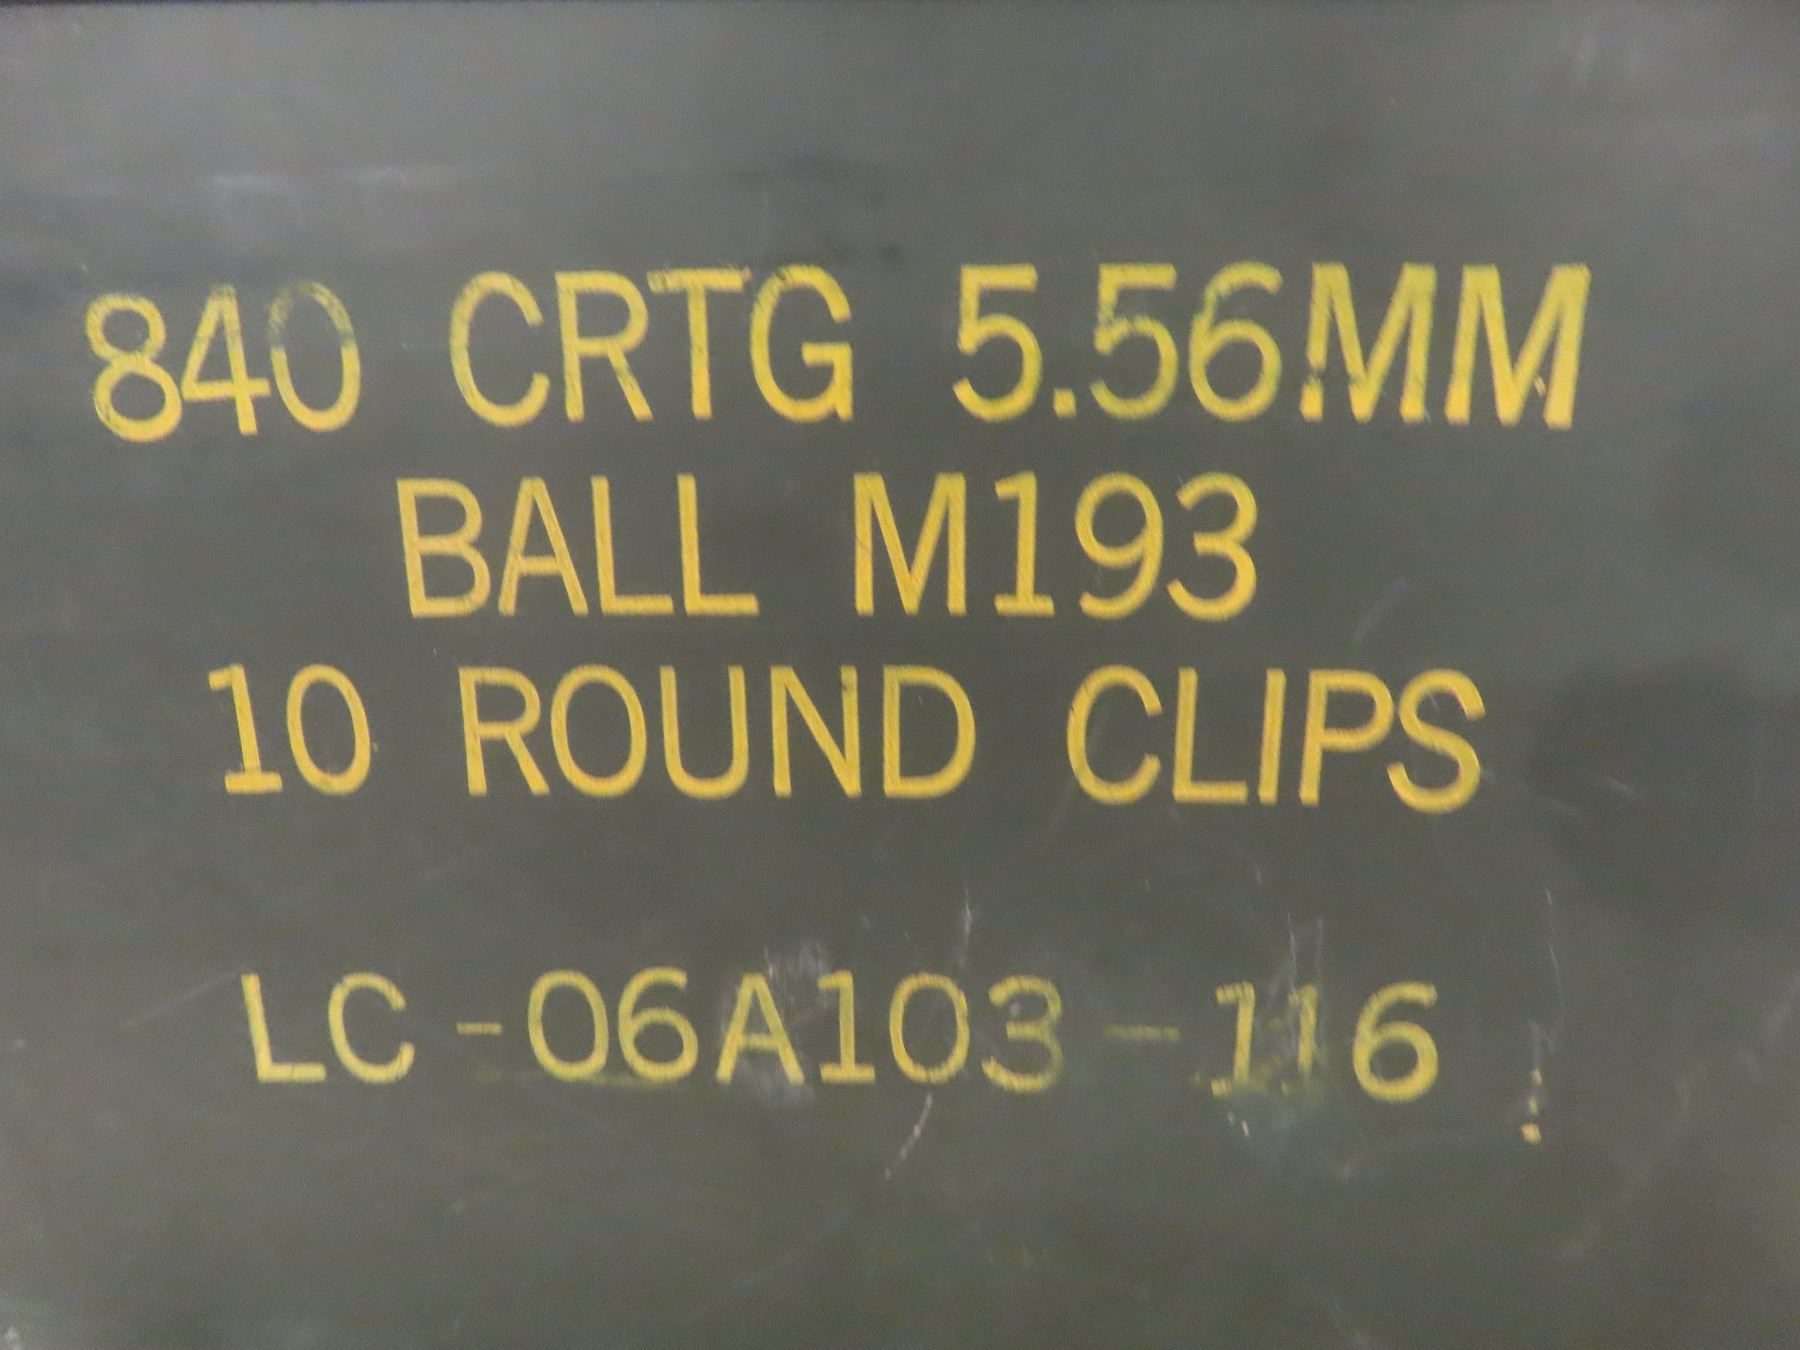 840 CRTG 5.56MM
BALL M193
10 ROUND CLIPS
LC-06A103-116